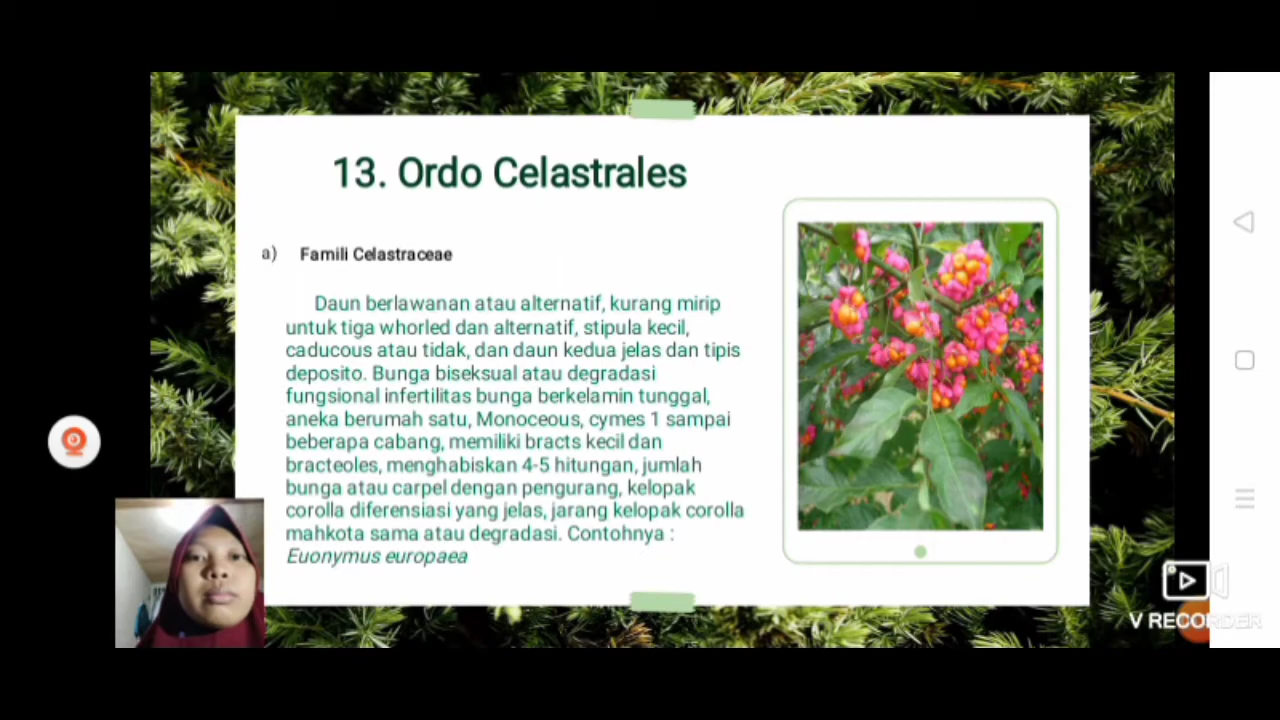 13. Ordo Celastrales
a) Famili Celastraceae
Daun berlawanan atau alternatif, kurang mirip
untuk tiga whorled dan alternatif, stipula kecil,
caducous atau tidak, dan daun kedua jelas dan tipis
deposito. Bunga biseksual atau degradasi
fungsional infertilitas bunga berkelamin tunggal,
aneka berumah satu, Monoceous, cymes 1 sampai
beberapa cabang, memiliki bracts kecil dan
bracteoles, menghabiskan 4-5 hitungan, jumlah
bunga atau carpel dengan pengurang, kelopak
corolla diferensiasi yang jelas, jarang kelopak corolla
mahkota sama atau degradasi. Contohnya :
Euonymus europaea
V RECORDER